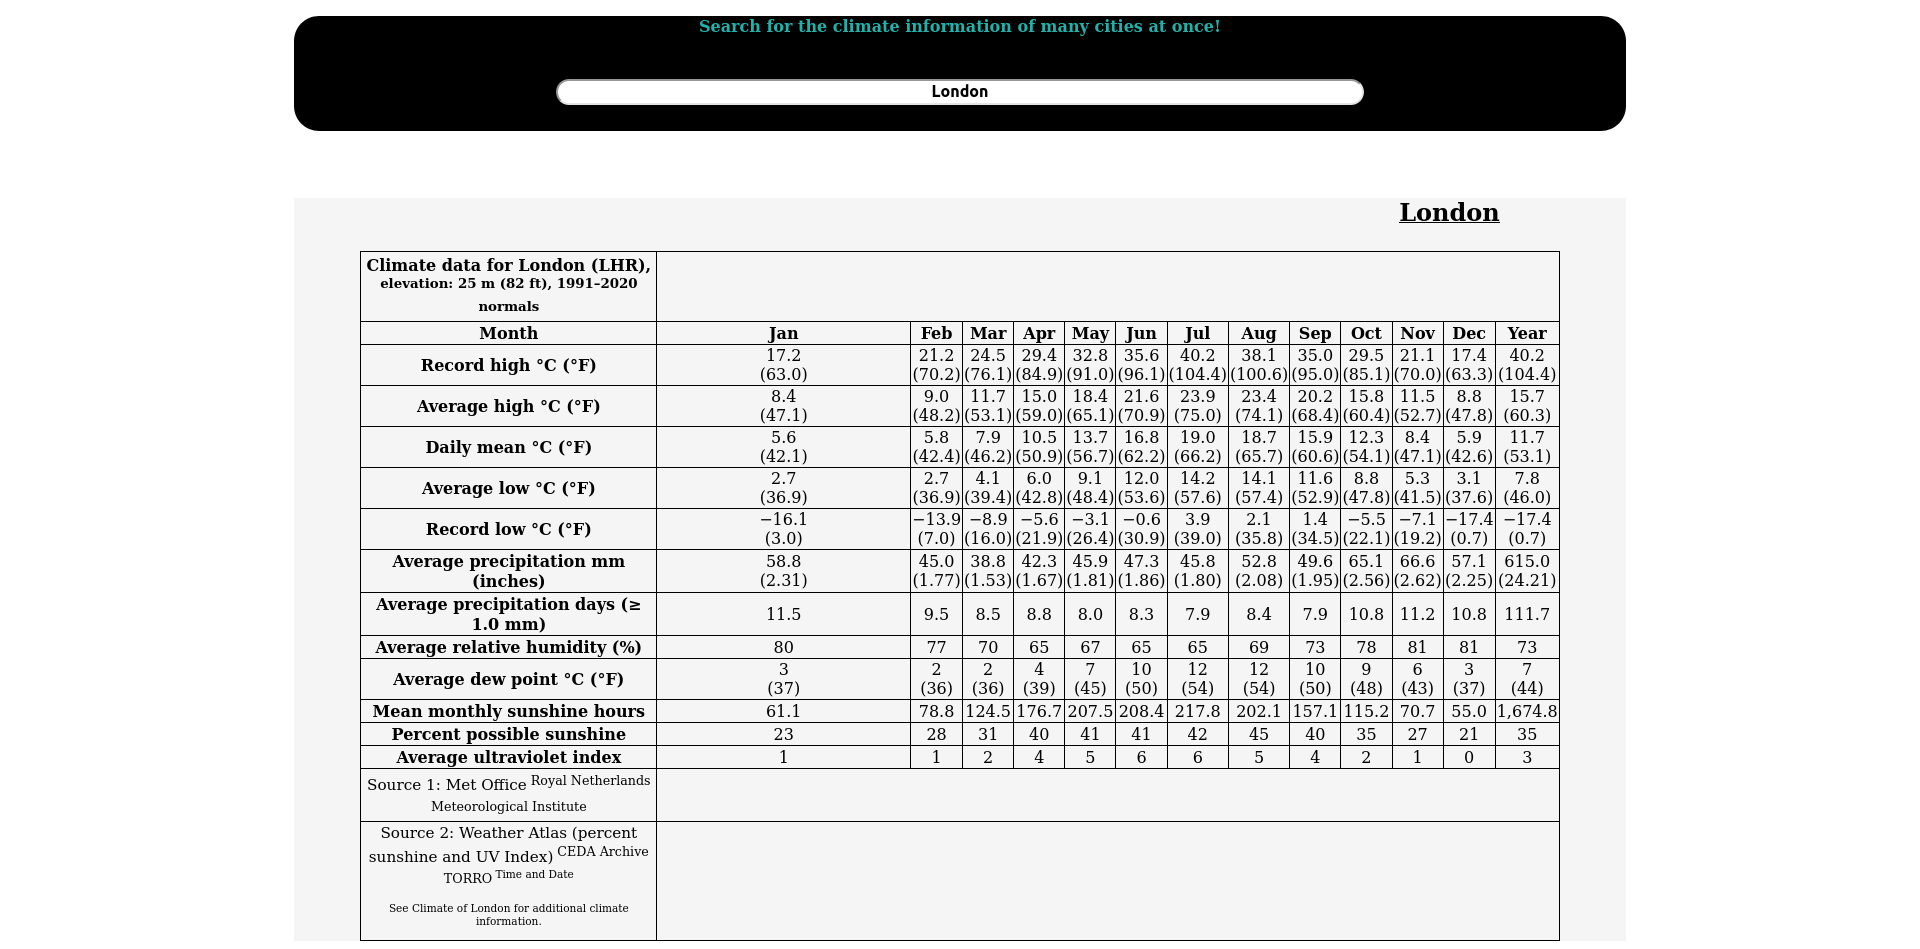 Search for the climate information of many cities at once!
London
London
Climate data for London (LHR),
elevation: 25 m (82 ft), 1991–2020
normals
Month Jan Feb Mar Apr May Jun Jul Aug Sep Oct Nov Dec Year
Record high °C (°F) 17.2 21.2 24.5 29.4 32.8 35.6 40.2 38.1 35.0 29.5 21.1 17.4 40.2
(63.0) (70.2) (76.1) (84.9) (91.0) (96.1) (104.4) (100.6) (95.0) (85.1) (70.0) (63.3) (104.4)
Average high °C (°F) 8.4 9.0 11.7 15.0 18.4 21.6 23.9 23.4 20.2 15.8 11.5 8.8 15.7
(47.1) (48.2) (53.1) (59.0) (65.1) (70.9) (75.0) (74.1) (68.4) (60.4) (52.7) (47.8) (60.3)
Daily mean °C (°F) 5.6 5.8 7.9 10.5 13.7 16.8 19.0 18.7 15.9 12.3 8.4 5.9 11.7
(42.1) (42.4) (46.2) (50.9) (56.7) (62.2) (66.2) (65.7) (60.6) (54.1) (47.1) (42.6) (53.1)
Average low °C (°F) 2.7 2.7 4.1 6.0 9.1 12.0 14.2 14.1 11.6 8.8 5.3 3.1 7.8
(36.9) (36.9) (39.4) (42.8) (48.4) (53.6) (57.6) (57.4) (52.9) (47.8) (41.5) (37.6) (46.0)
Record low °C (°F) −16.1 −13.9 −8.9 −5.6 −3.1 −0.6 3.9 2.1 1.4 −5.5 −7.1 −17.4 −17.4
(3.0) (7.0) (16.0) (21.9) (26.4) (30.9) (39.0) (35.8) (34.5) (22.1) (19.2) (0.7) (0.7)
Average precipitation mm 58.8 45.0 38.8 42.3 45.9 47.3 45.8 52.8 49.6 65.1 66.6 57.1 615.0
(inches) (2.31) (1.77) (1.53) (1.67) (1.81) (1.86) (1.80) (2.08) (1.95) (2.56) (2.62) (2.25) (24.21)
Average precipitation days (≥
1.0 mm) 11.5 9.5 8.5 8.8 8.0 8.3 7.9 8.4 7.9 10.8 11.2 10.8 111.7
Average relative humidity (%) 80 77 70 65 67 65 65 69 73 78 81 81 73
Average dew point °C (°F) 3 2 2 4 7 10 12 12 10 9 6 3 7
(37) (36) (36) (39) (45) (50) (54) (54) (50) (48) (43) (37) (44)
Mean monthly sunshine hours 61.1 78.8 124.5 176.7 207.5 208.4 217.8 202.1 157.1 115.2 70.7 55.0 1,674.8
Percent possible sunshine 23 28 31 40 41 41 42 45 40 35 27 21 35
Average ultraviolet index 1 1 2 4 5 6 6 5 4 2 1 0 3
Source 1: Met Office Royal Netherlands
Meteorological Institute
Source 2: Weather Atlas (percent
sunshine and UV Index) CEDA Archive
TORRO Time and Date
See Climate of London for additional climate
information.